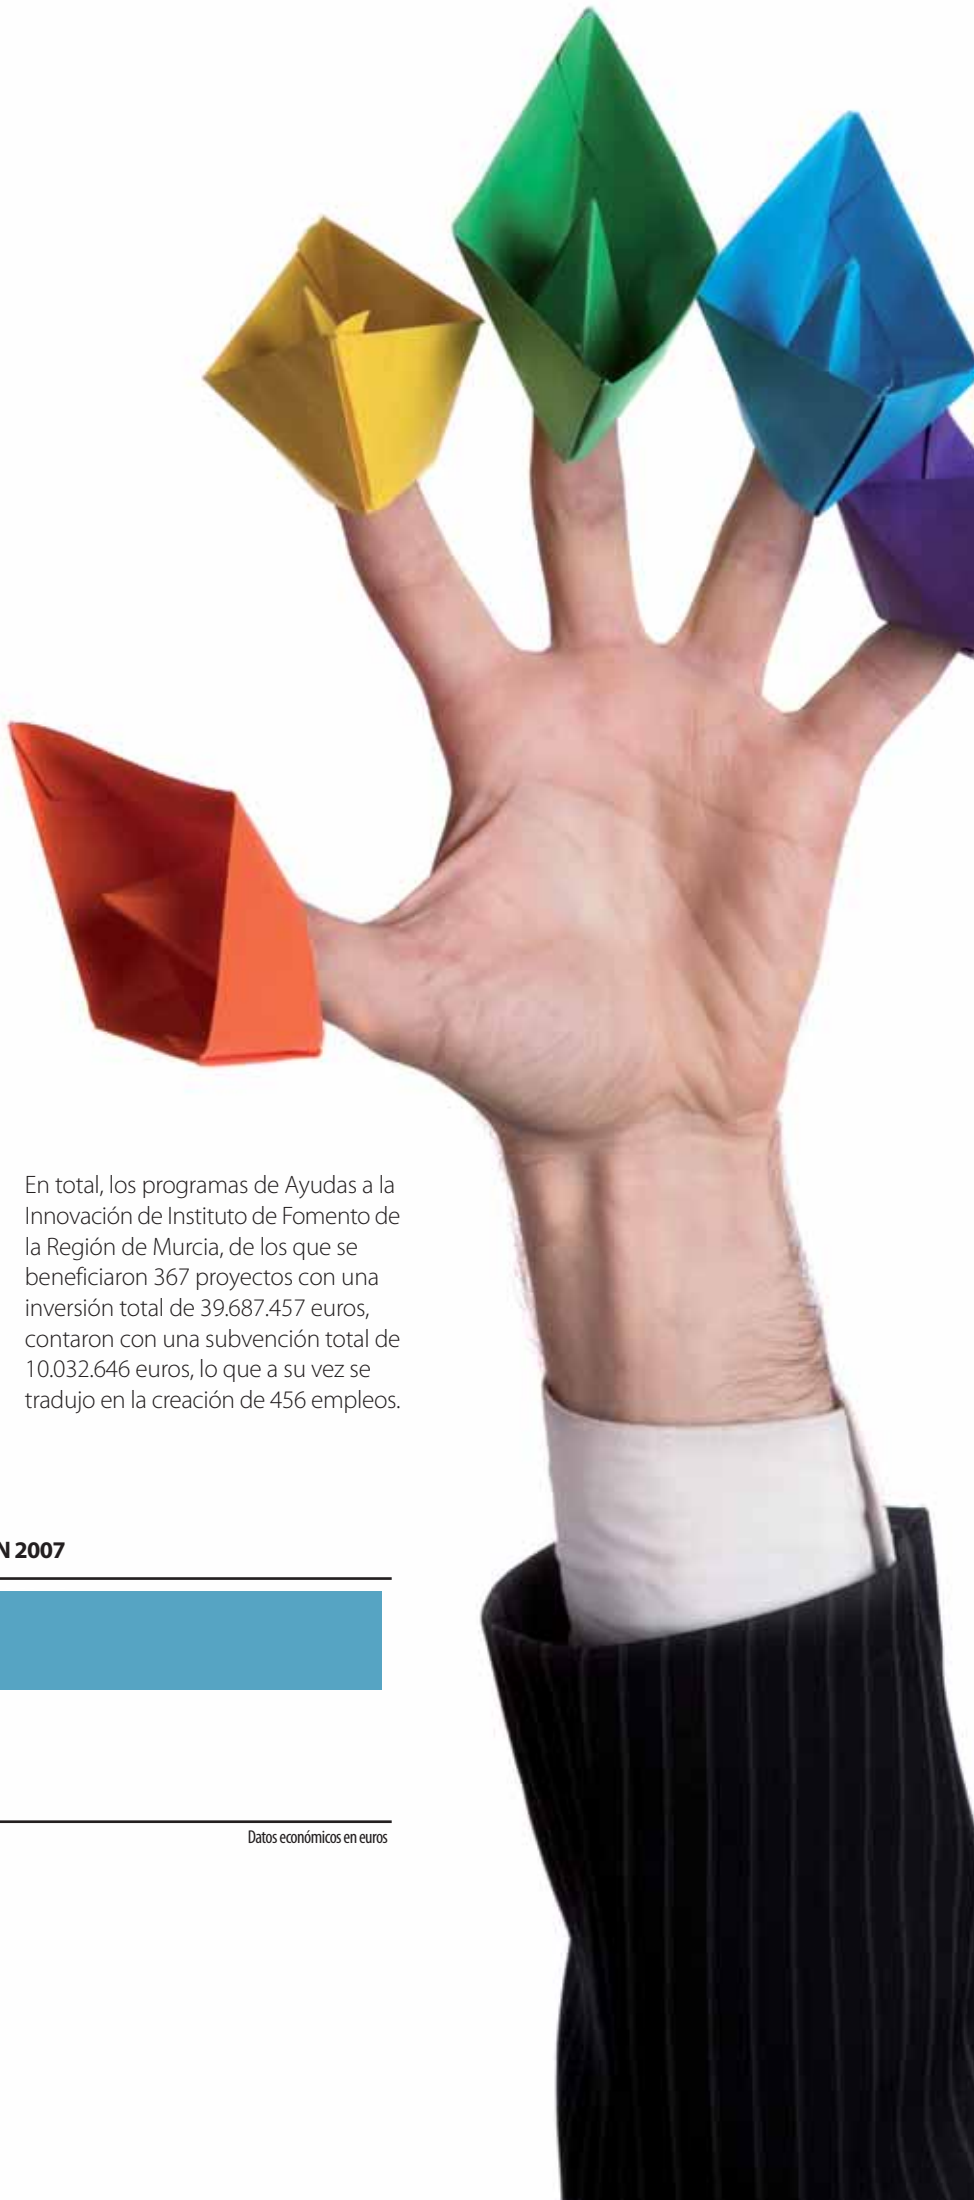 En total, los programas de Ayudas a la
Innovación de Instituto de Fomento de
la Región de Murcia, de los que se
beneficiaron 367 proyectos con una
inversión total de 39.687.457 euros,
contaron con una subvención total de
10.032.646 euros, lo que a su vez se
tradujo en la creación de 456 empleos.
N 2007
Datos económicos en euros